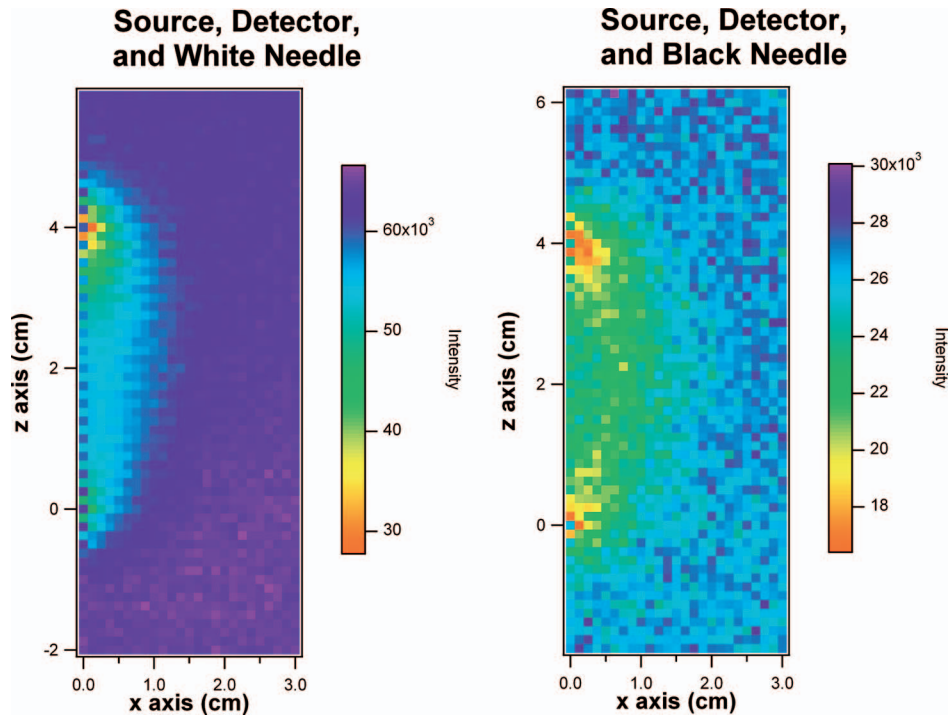 Source, Detector,
and White Needle
4
2
0
-2
z axis (cm)
0.0 1.0 2.0 3.0
x axis (cm)
60x10³
50
40
30
Intensity
Source, Detector,
and Black Needle
6
4
2
0
z axis (cm)
0.0 1.0 2.0 3.0
x axis (cm)
30x10³
28
26
24
22
20
18
Intensity